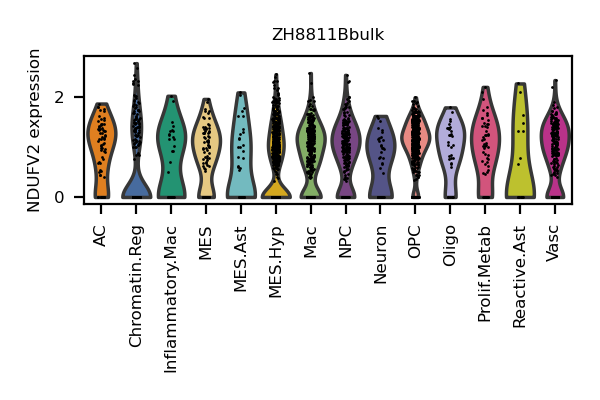 ZH8811Bbulk
NDUFV2 expression
2
0
AC
Chromatin.Reg
Inflammatory.Mac
MES
MES.Ast
MES.Hyp
Mac
NPC
Neuron
OPC
Oligo
Prolif.Metab
Reactive.Ast
Vasc